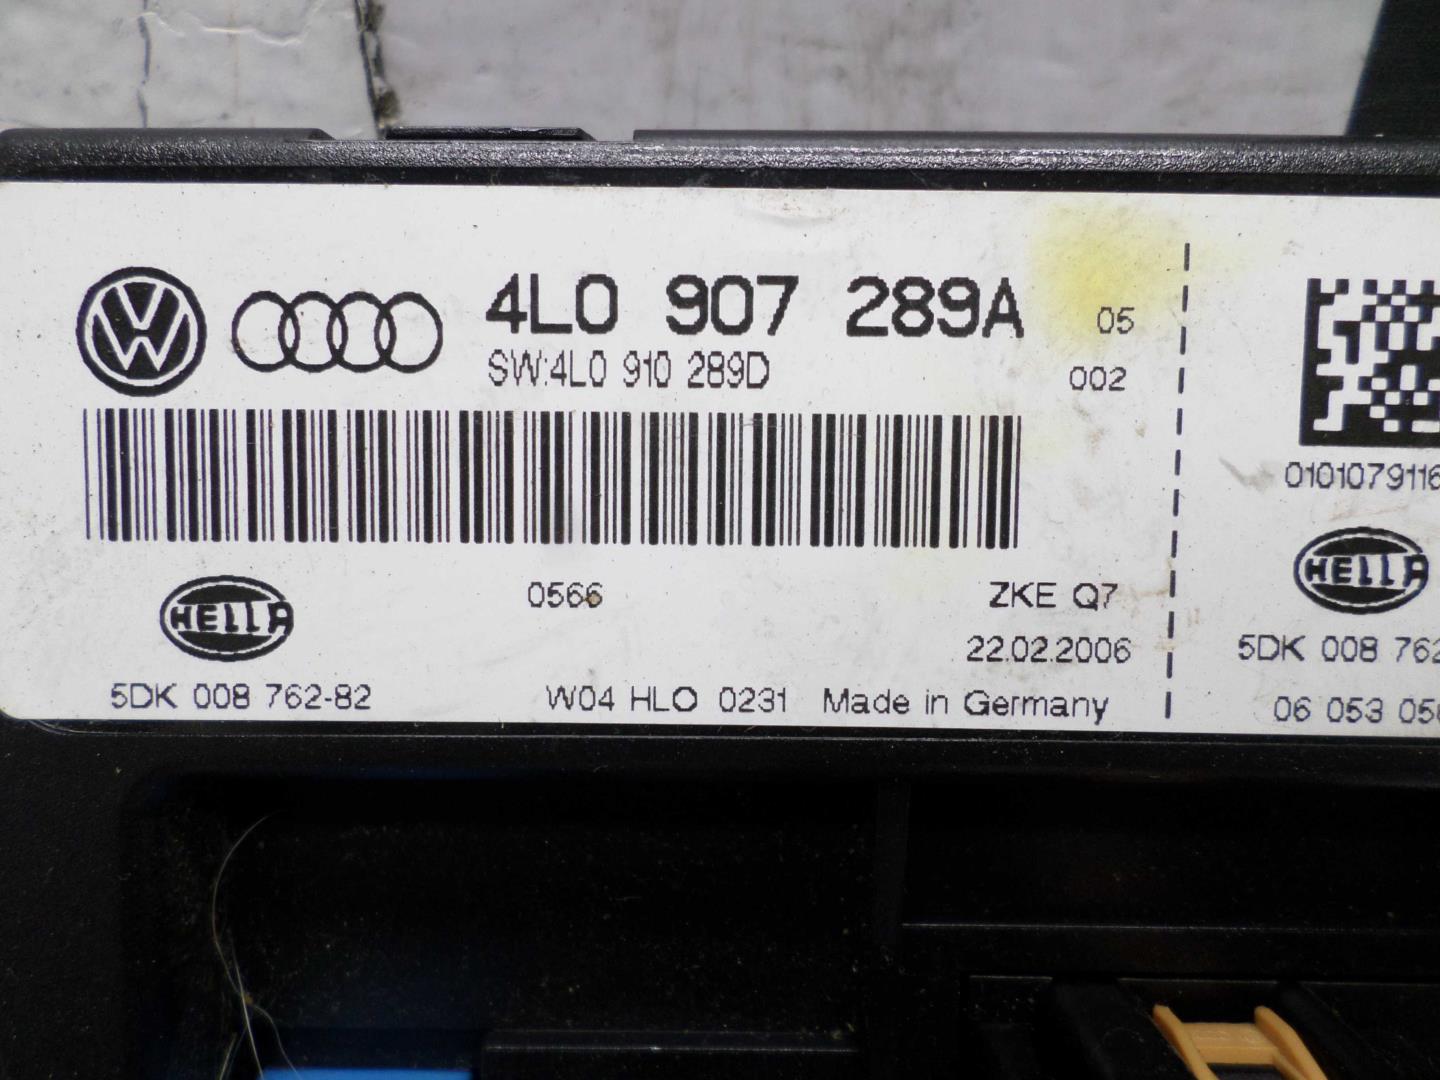 4L0 907 289A 05
SW:4L0 910 289D 002
0101079116
HELLA
0566
ZKE Q7
HELLA
22.02.2006
5DK 008 762-82
W04 HLO 0231 Made in Germany
5DK 008 762
06 053 056